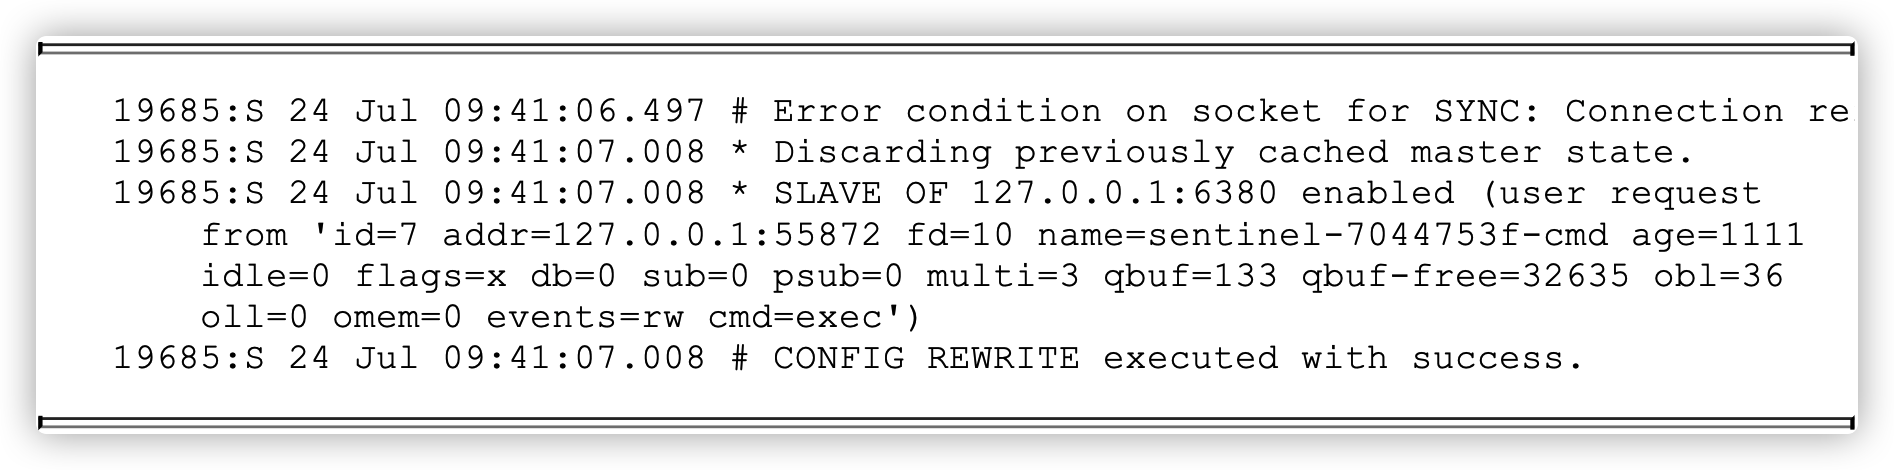 19685:S 24 Jul 09:41:06.497 # Error condition on socket for SYNC: Connection
19685:S 24 Jul 09:41:07.008 * Discarding previously cached master state.
19685:S 24 Jul 09:41:07.008 * SLAVE OF 127.0.0.1:6380 enabled (user request
from 'id=7 addr=127.0.0.1:55872 fd=10 name=sentinel-7044753f-cmd age=1111
idle=0 flags=x db=0 sub=0 psub=0 multi=3 qbuf=133 qbuf-free=32635 obl=36
oll=0 omem=0 events=rw cmd=exec')
19685:S 24 Jul 09:41:07.008 # CONFIG REWRITE executed with success.